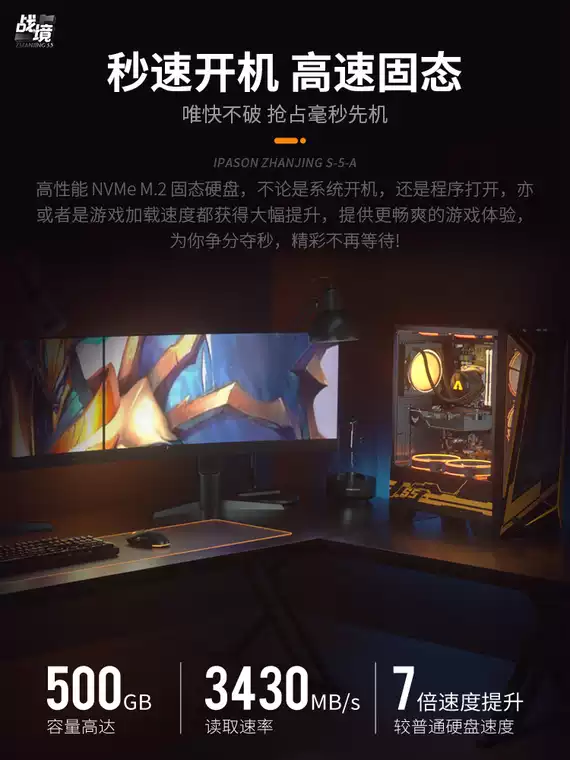 战境
ZHANJING S5
秒速开机 高速固态
唯快不破 抢占毫秒先机
IPASON ZHANJING S-5-A
高性能 NVMe M.2 固态硬盘，不论是系统开机，还是程序打开，亦
或者是游戏加载速度都获得大幅提升，提供更畅爽的游戏体验，
为你争分夺秒，精彩不再等待!
S5
500GB
容量高达
3430MB/s
读取速率
7倍速度提升
较普通硬盘速度